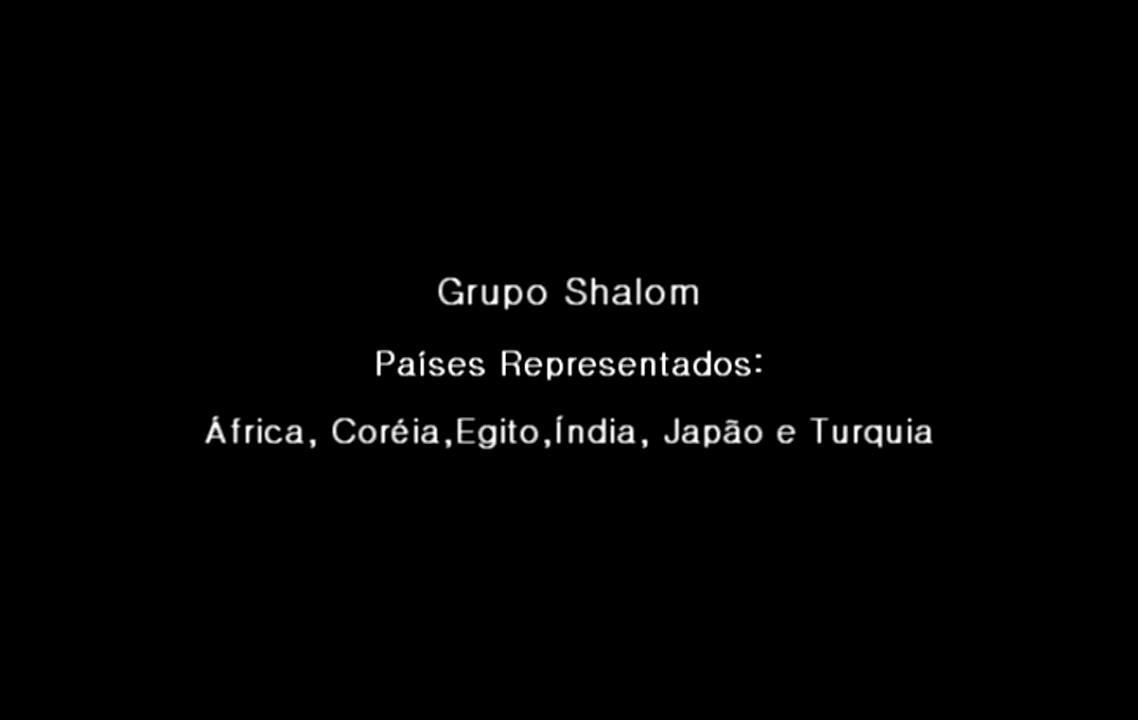 Grupo Shalom
Países Representados:
África, Coréia,Egito,Índia, Japão e Turquia